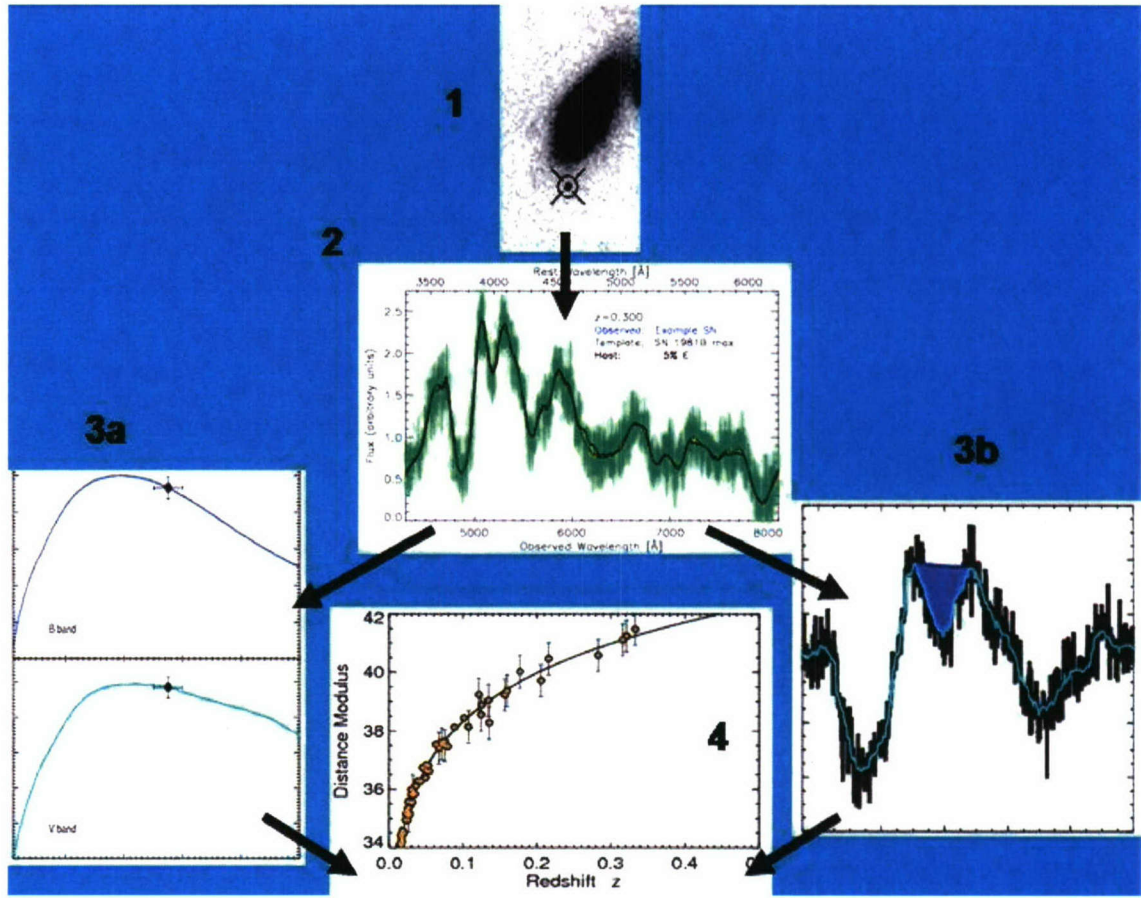 1
2
Rest Wavelength [Å]
3500 4000 4500 5000 5500 6000
z=0.300
Observed: Example SN
Template: SN 1981B max
Host: 5% E
Flux (arbitrary units)
2.5
2.0
1.5
1.0
0.5
0.0
5000 6000 7000 8000
Observed Wavelength [Å]
3a
B band
V band
3b
4
Distance Modulus
42
40
38
36
34
0.0 0.1 0.2 0.3 0.4
Redshift z